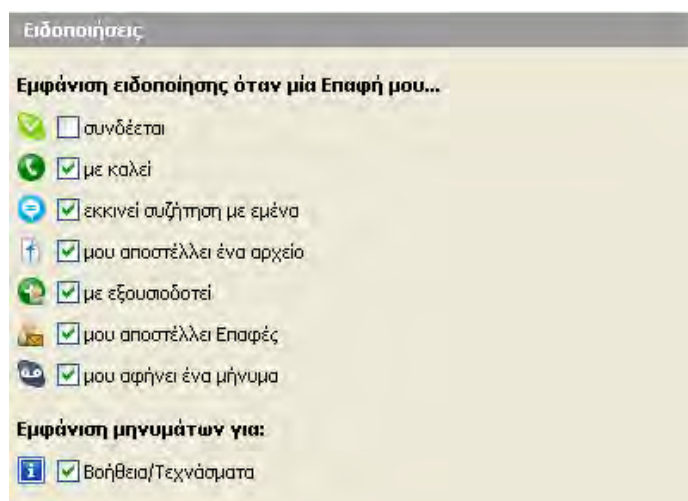 Ειδοποιήσεις
Εμφάνιση ειδοποίησης όταν μία Επαφή μου...
συνδέεται
με καλεί
εκκινεί συζήτηση με εμένα
μου αποστέλλει ένα αρχείο
με εξουσιοδοτεί
μου αποστέλλει Επαφές
μου αφήνει ένα μήνυμα
Εμφάνιση μηνυμάτων για:
Βοήθεια/Τεχνάσματα